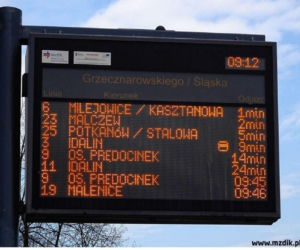 09:12
Grzecznarowskiego / Śląska
Linia Kierunek Odjazd
6 MILEJOWICE / KASZTANOWA 1min
23 MALCZEW 2min
25 POTKANÓW / STALOWA 5min
3 IDALIN 9min
9 OS. PRĘDOCINEK 14min
11 IDALIN 24min
9 OS. PRĘDOCINEK 09:45
19 MALENICE 09:46
www.mzdik.p